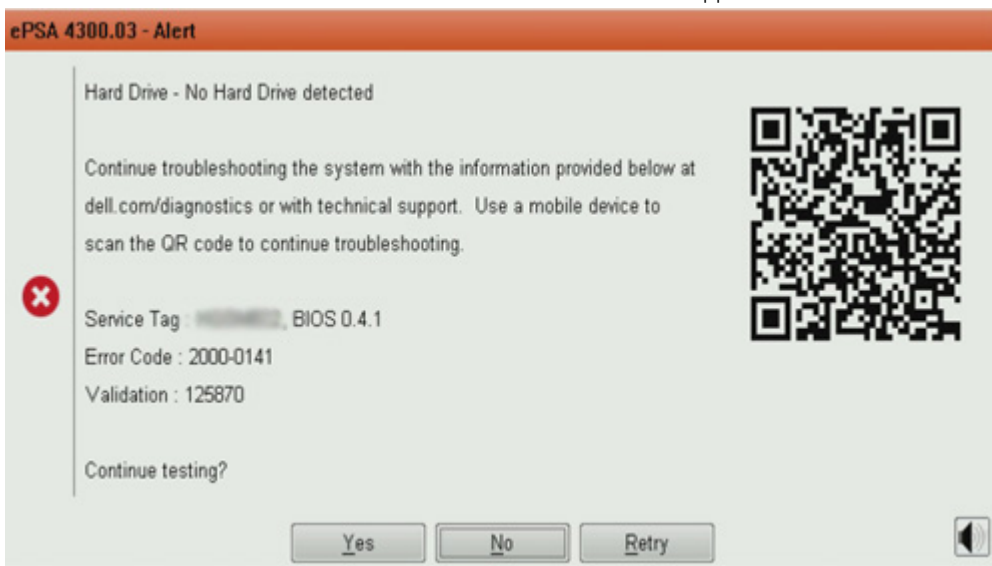 ePSA 4300.03 - Alert
Hard Drive - No Hard Drive detected
Continue troubleshooting the system with the information provided below at
dell.com/diagnostics or with technical support. Use a mobile device to
scan the QR code to continue troubleshooting.
Service Tag : , BIOS 0.4.1
Error Code : 2000-0141
Validation : 125870
Continue testing?
Yes No Retry